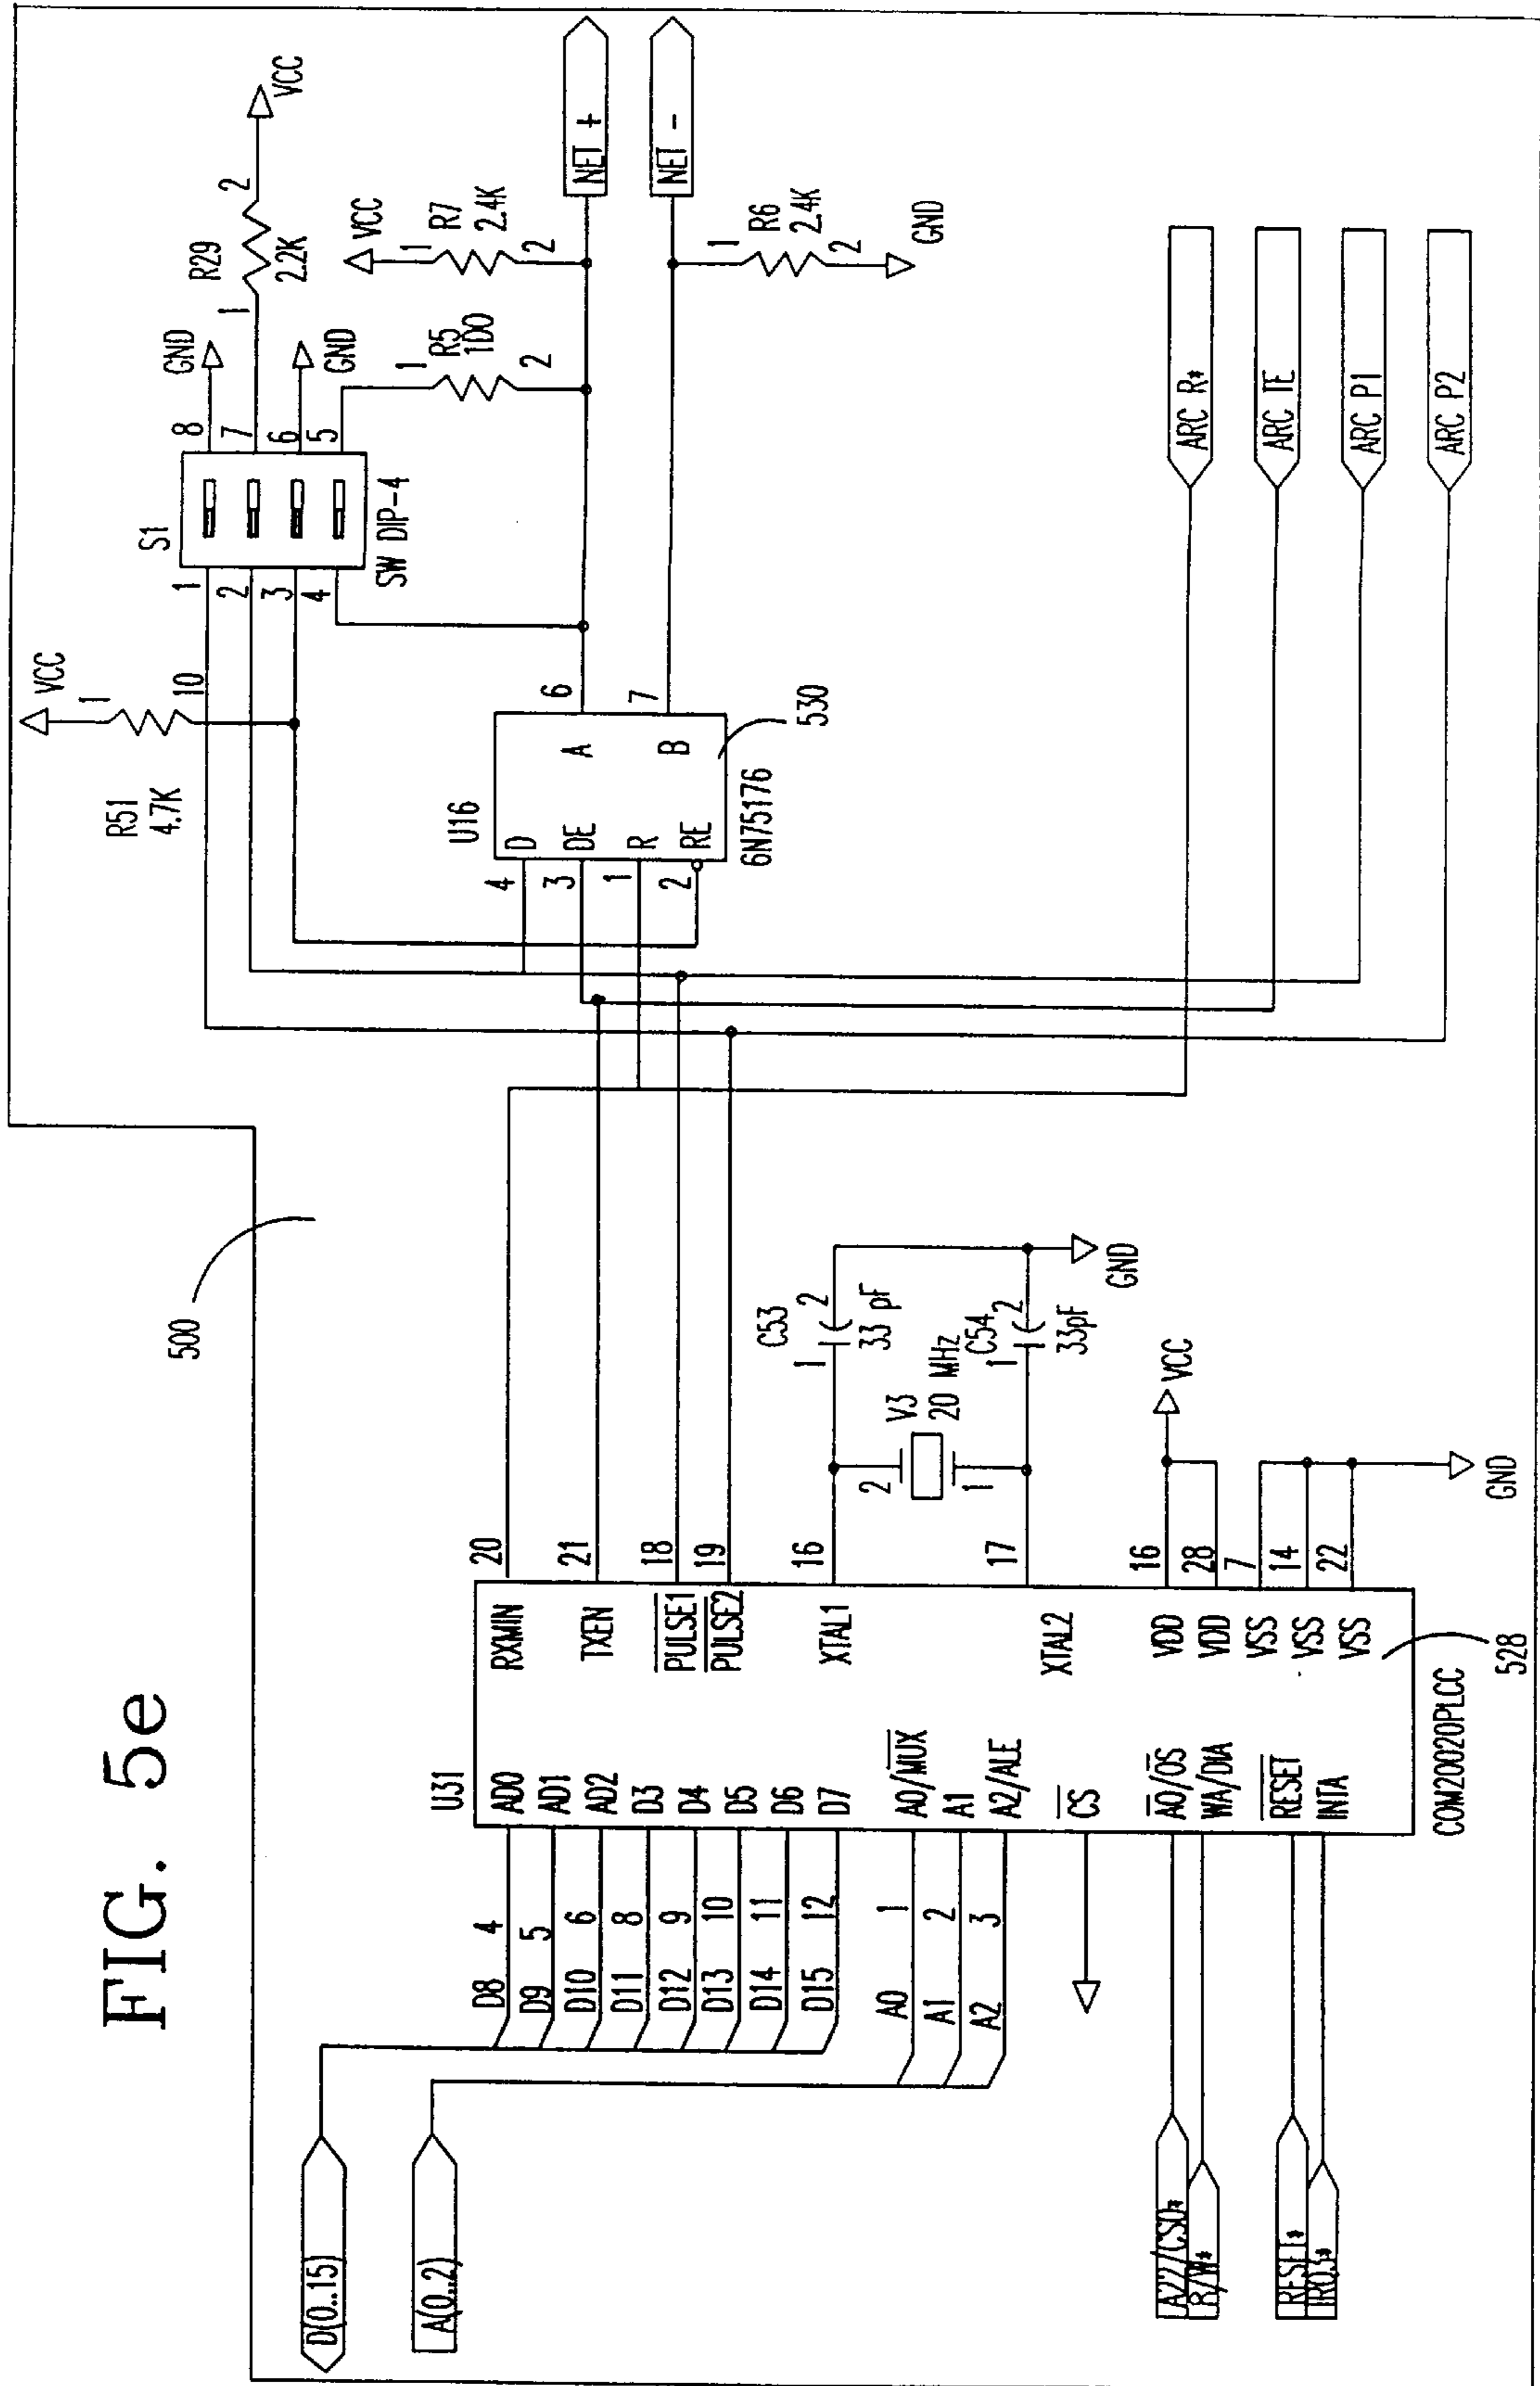 FIG. 5e
500
D(0..15)
A(0..2)
D8 4
D9 5
D10 6
D11 8
D12 9
D13 10
D14 11
D15 12
A0 1
A1 2
A2 3
A22/CS0*
R/W*
RESET*
IRQ3*
U31
AD0
AD1
AD2
D3
D4
D5
D6
D7
A0/MUX
A1
A2/ALE
CS
A0/OS
WA/DIA
RESET
INTA
RXMIN
TXEN
PULSE1
PULSE2
XTAL1
XTAL2
VDD
VDD
VSS
VSS
VSS
COM20020PLCC
528
20
21
18
19
16
17
16
28
7
14
22
VCC
GND
2
1
V3
20 MHz
C53
1 2
33 pF
C54
1 2
33pF
GND
VCC
1
10
R51
4.7K
S1
1
2
3
4
8
7
6
5
SW DIP-4
GND
GND
R29
1 2
2.2K
VCC
U16
4
3
1
2
D
DE
R
RE
A
B
6
7
6N75176
530
1
R5
100
2
VCC
1
R7
2.4K
2
1
R6
2.4K
2
GND
NET +
NET -
ARC R*
ARC TE
ARC P1
ARC P2